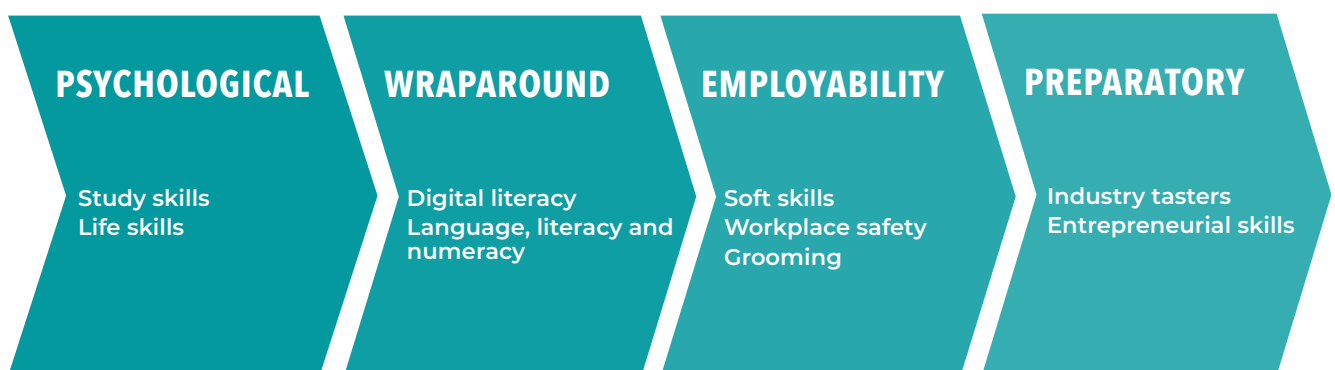 PSYCHOLOGICAL
Study skills
Life skills
WRAPAROUND
Digital literacy
Language, literacy and
numeracy
EMPLOYABILITY
Soft skills
Workplace safety
Grooming
PREPARATORY
Industry tasters
Entrepreneurial skills